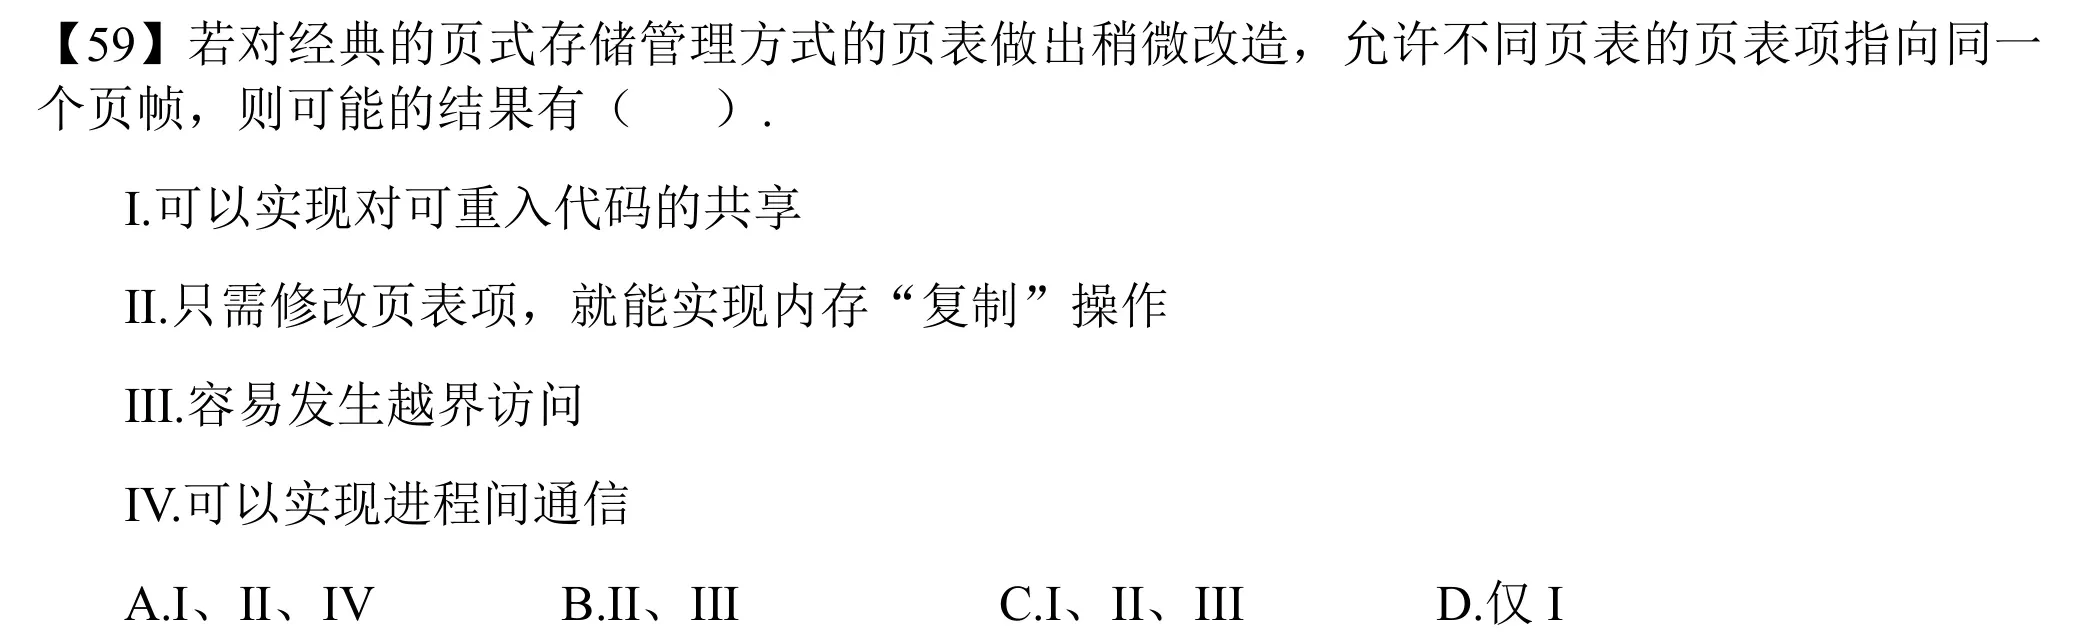 【59】若对经典的页式存储管理方式的页表做出稍微改造，允许不同页表的页表项指向同一
个页帧，则可能的结果有（  ）.
I.可以实现对可重入代码的共享
II.只需修改页表项，就能实现内存“复制”操作
III.容易发生越界访问
IV.可以实现进程间通信
A.I、II、IV B.II、III C.I、II、III D.仅 I